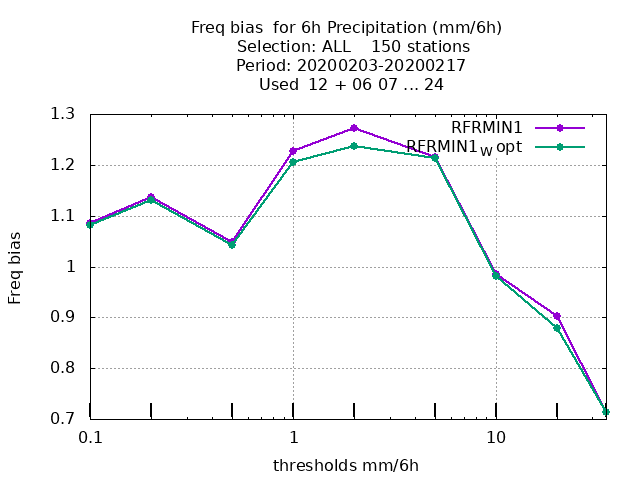 Freq bias  for 6h Precipitation (mm/6h)
Selection: ALL    150 stations
Period: 20200203-20200217
Used  12 + 06 07 ... 24
RFRMIN1
RFRMIN1W opt
1.3
1.2
1.1
1
0.9
0.8
0.7
Freq bias
0.1 1 10
thresholds mm/6h